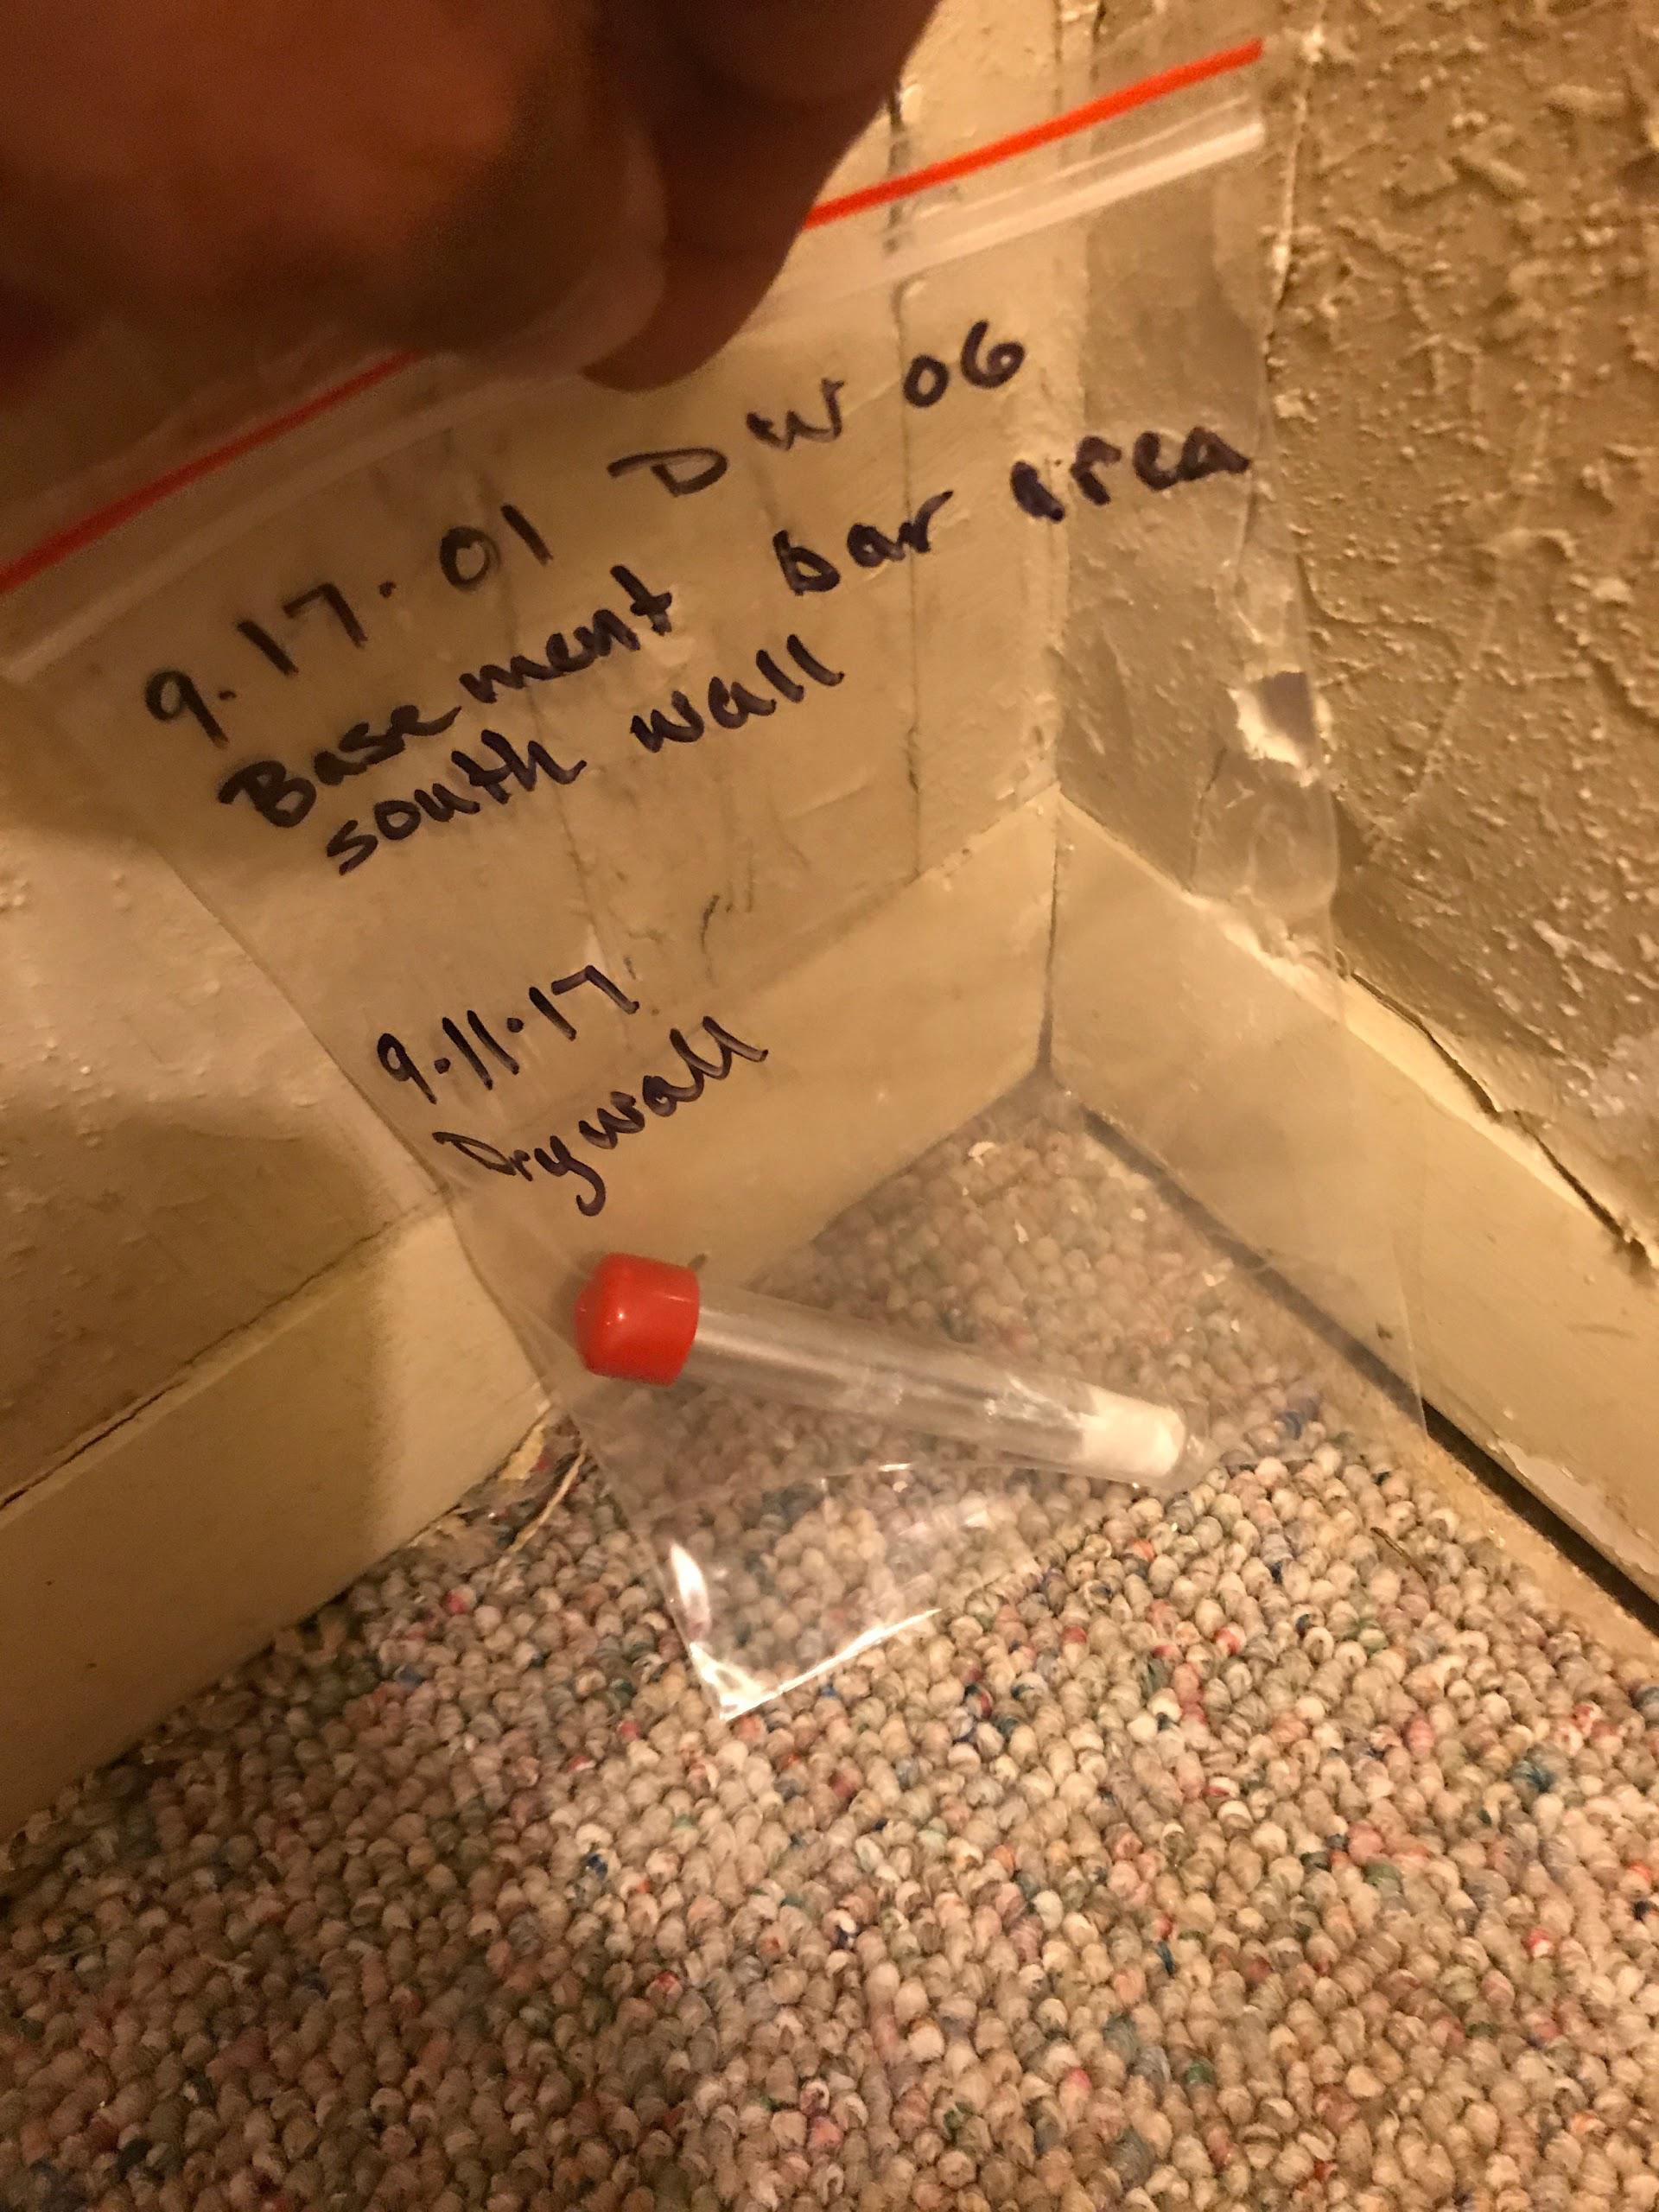 9.17.01 DW 06
Basement bar area
south wall
9.11.17
Drywall